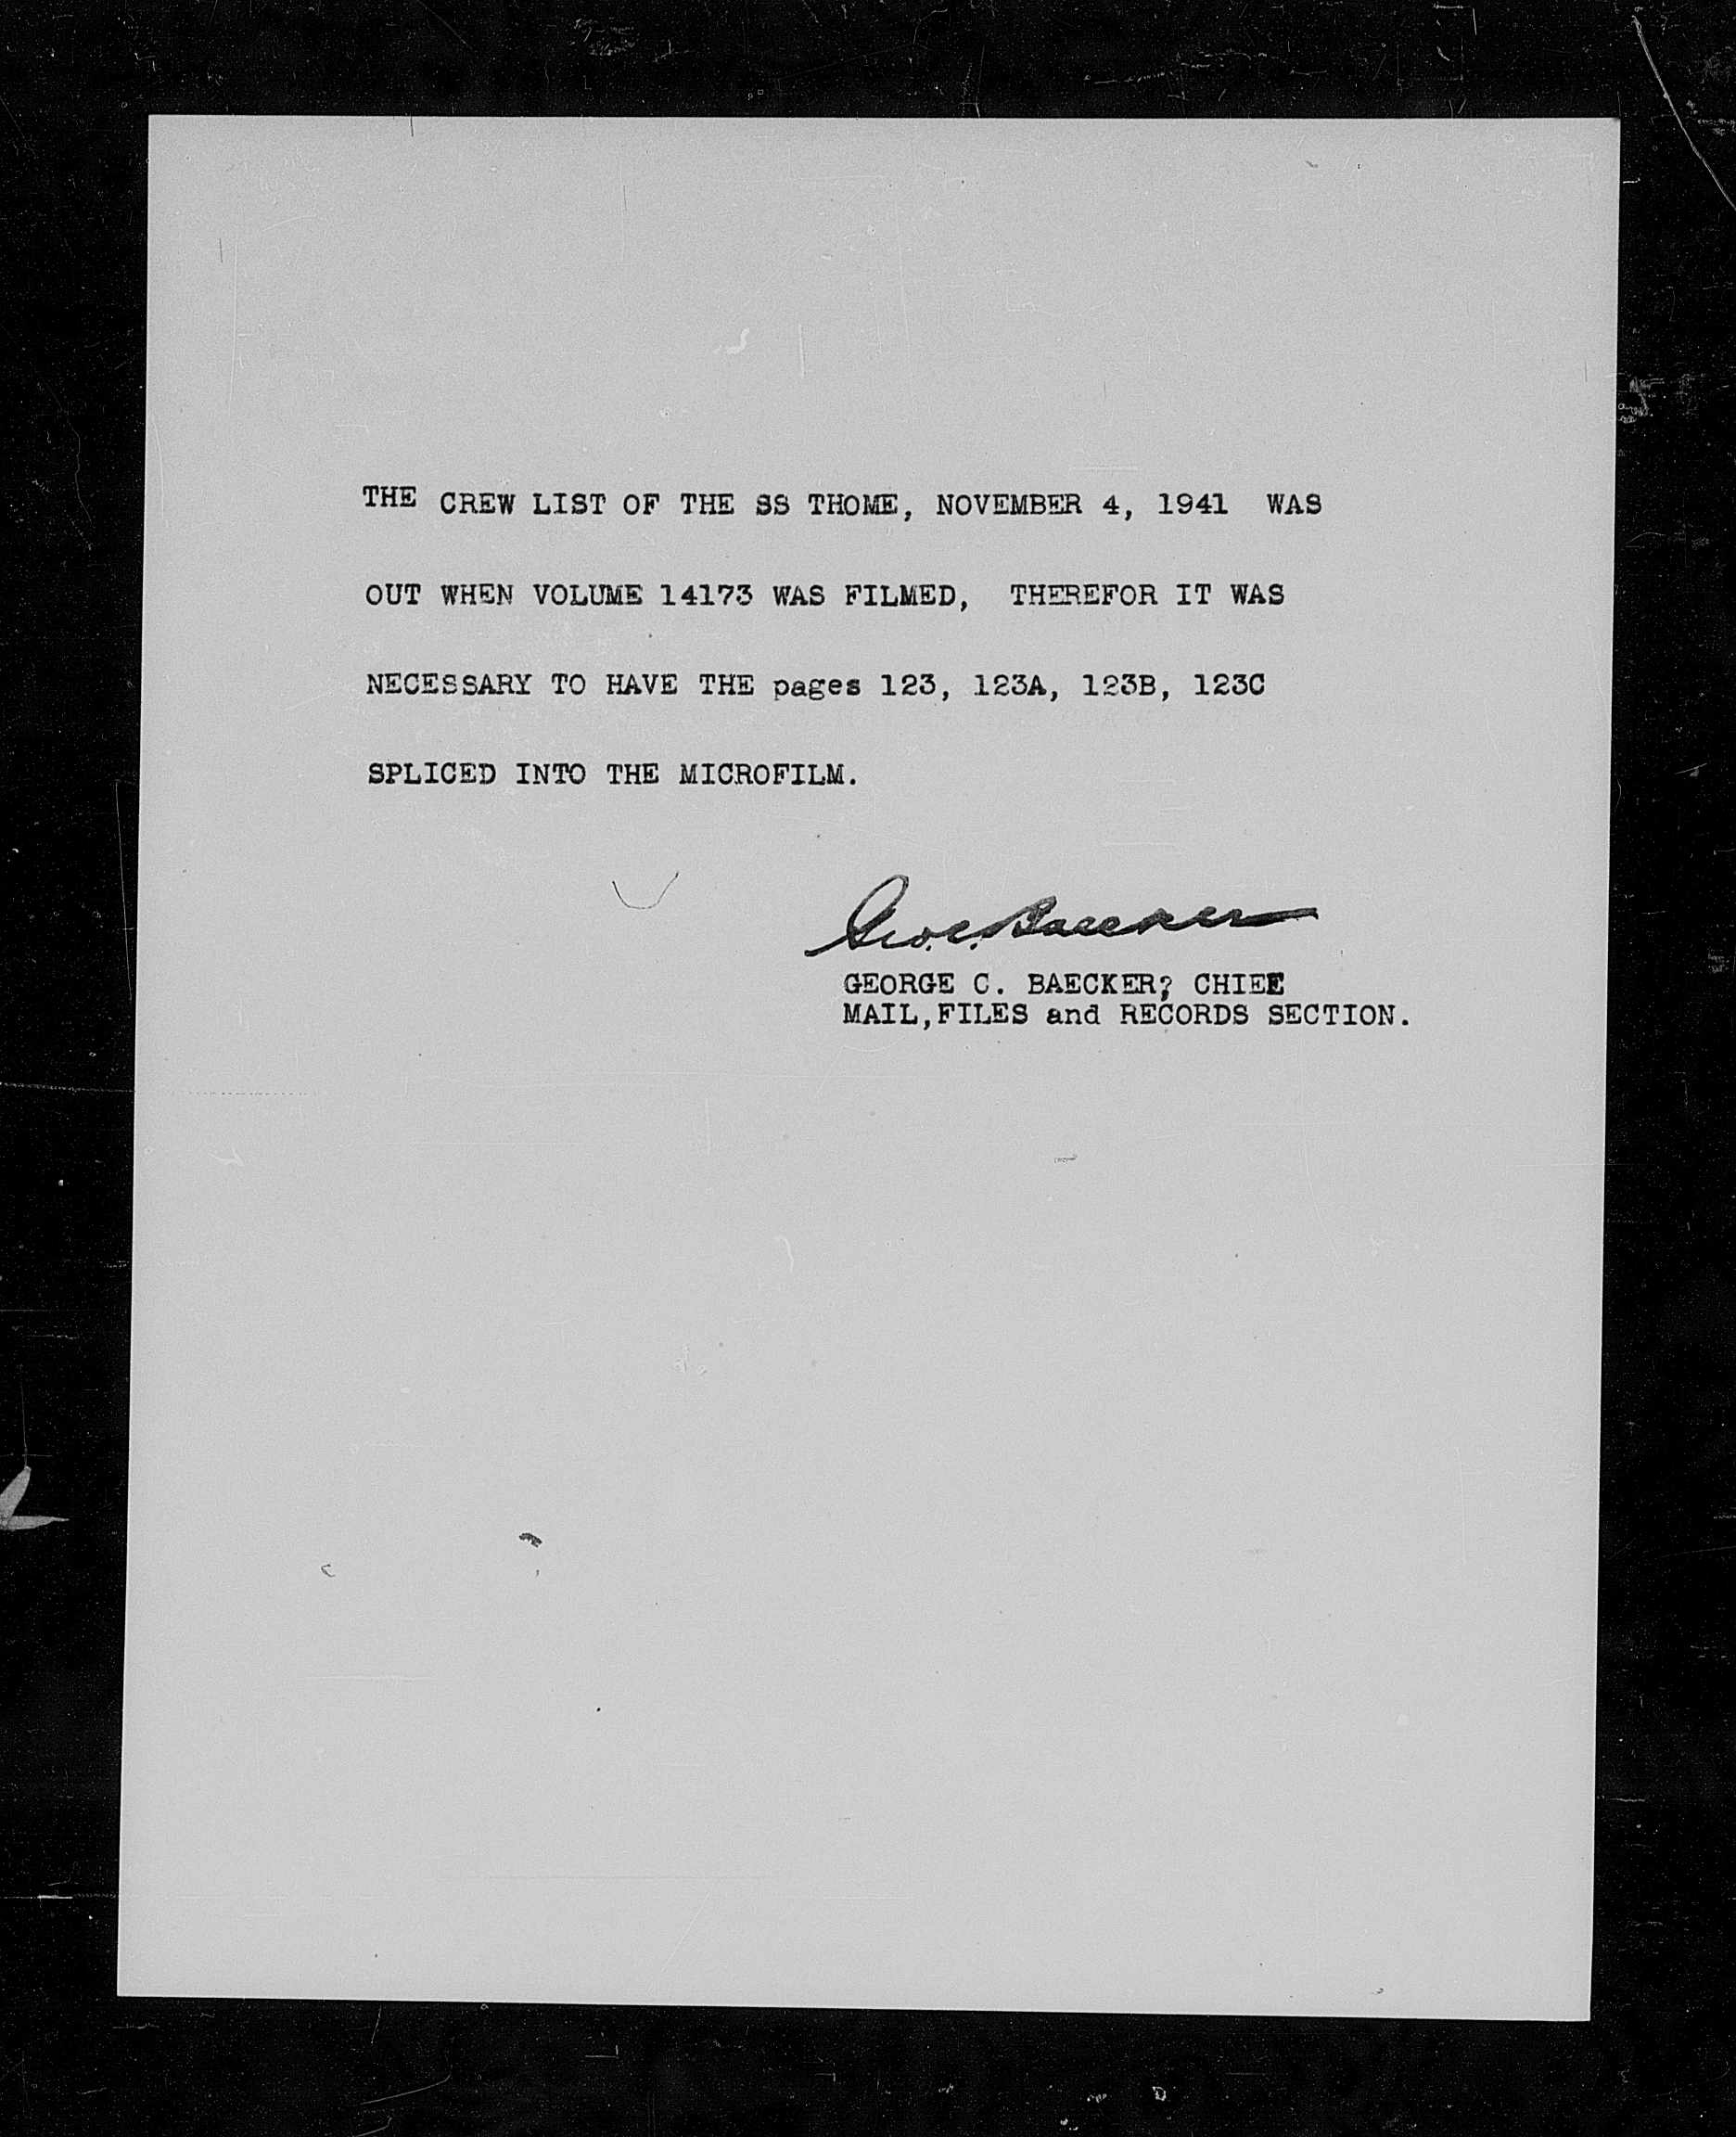 THE CREW LIST OF THE SS THOME, NOVEMBER 4, 1941 WAS
OUT WHEN VOLUME 14173 WAS FILMED, THEREFOR IT WAS
NECESSARY TO HAVE THE pages 123, 123A, 123B, 123C
SPLICED INTO THE MICROFILM.
Geo. C. Baecker
GEORGE C. BAECKER? CHIEF
MAIL,FILES and RECORDS SECTION.